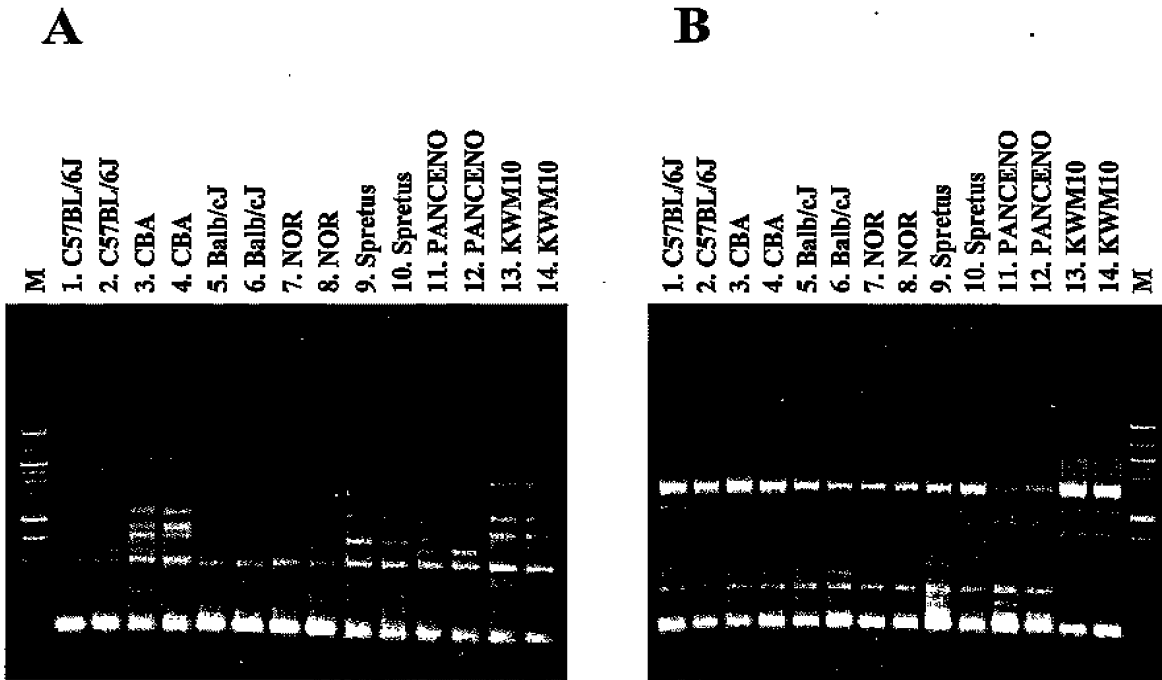 A
M
1. C57BL/6J
2. C57BL/6J
3. CBA
4. CBA
5. Balb/cJ
6. Balb/cJ
7. NOR
8. NOR
9. Spretus
10. Spretus
11. PANCENO
12. PANCENO
13. KWM10
14. KWM10
B
1. C57BL/6J
2. C57BL/6J
3. CBA
4. CBA
5. Balb/cJ
6. Balb/cJ
7. NOR
8. NOR
9. Spretus
10. Spretus
11. PANCENO
12. PANCENO
13. KWM10
14. KWM10
M